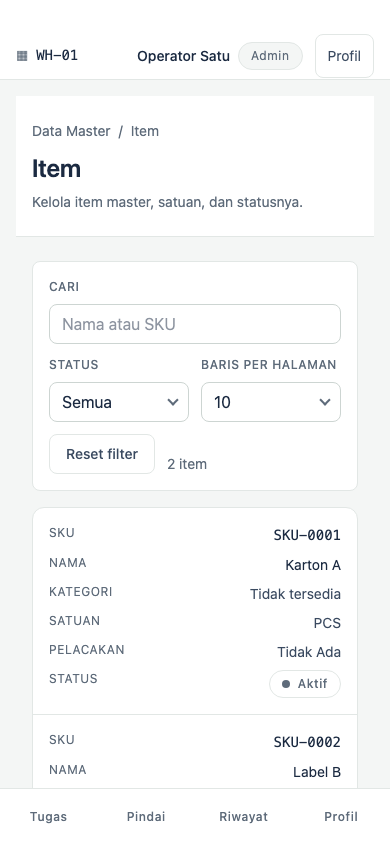 WH-01 Operator Satu Admin Profil
Data Master / Item
Item
Kelola item master, satuan, dan statusnya.
CARI
Nama atau SKU
STATUS BARIS PER HALAMAN
Semua 10
Reset filter 2 item
SKU SKU-0001
NAMA Karton A
KATEGORI Tidak tersedia
SATUAN PCS
PELACAKAN Tidak Ada
STATUS Aktif
SKU SKU-0002
NAMA Label B
Tugas Pindai Riwayat Profil